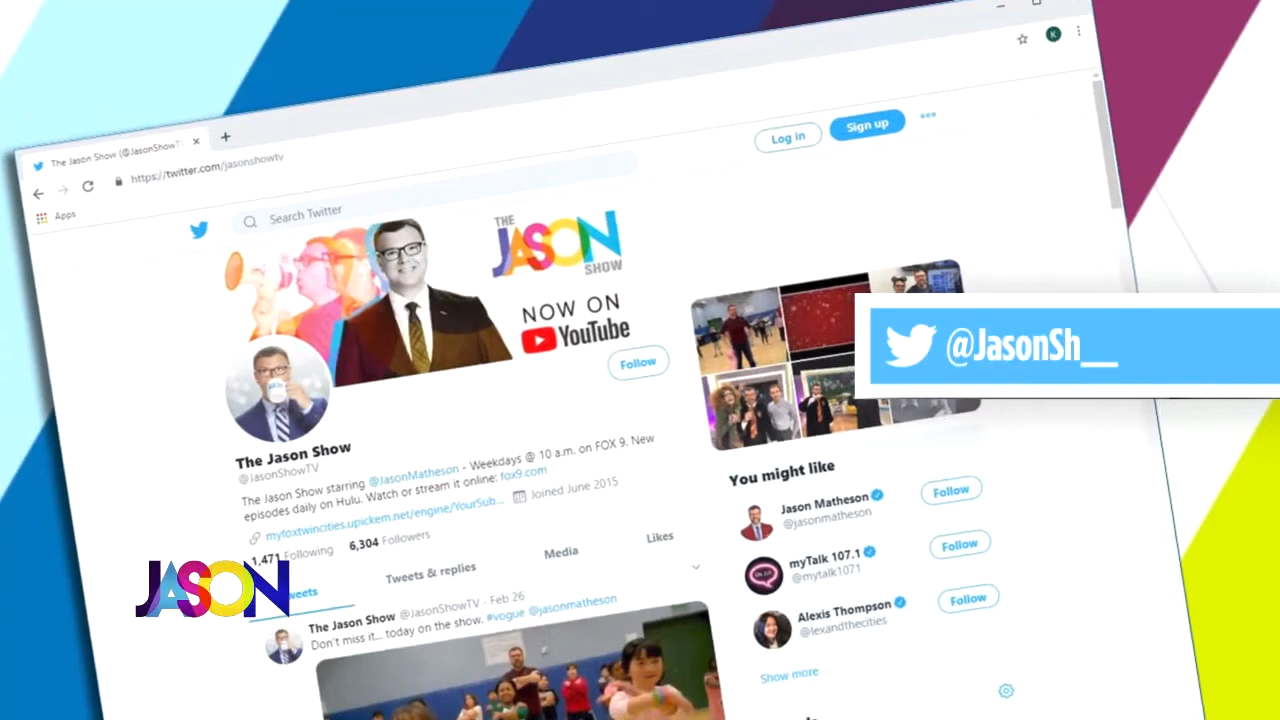 The Jason Show (@JasonShowT
https://twitter.com/jasonshowtv
Apps
Search Twitter
Log in
Sign up
THE
JASON
SHOW
NOW ON
YouTube
Follow
@JasonSh__
The Jason Show
@JasonShowTV
The Jason Show starring @JasonMatheson - Weekdays @ 10 a.m. on FOX 9. New
episodes daily on Hulu. Watch or stream it online: fox9.com
myfoxtwincities.upickem.net/engine/YourSub...
Joined June 2015
1,471 Following
6,304 Followers
JASON
weets
Tweets & replies
Media
Likes
The Jason Show @JasonShowTV · Feb 26
Don't miss it... today on the show. #vogue @jasonmatheson
You might like
Jason Matheson
@jasonmatheson
Follow
myTalk 107.1
@mytalk1071
Follow
Alexis Thompson
@lexandthecities
Follow
Show more
K